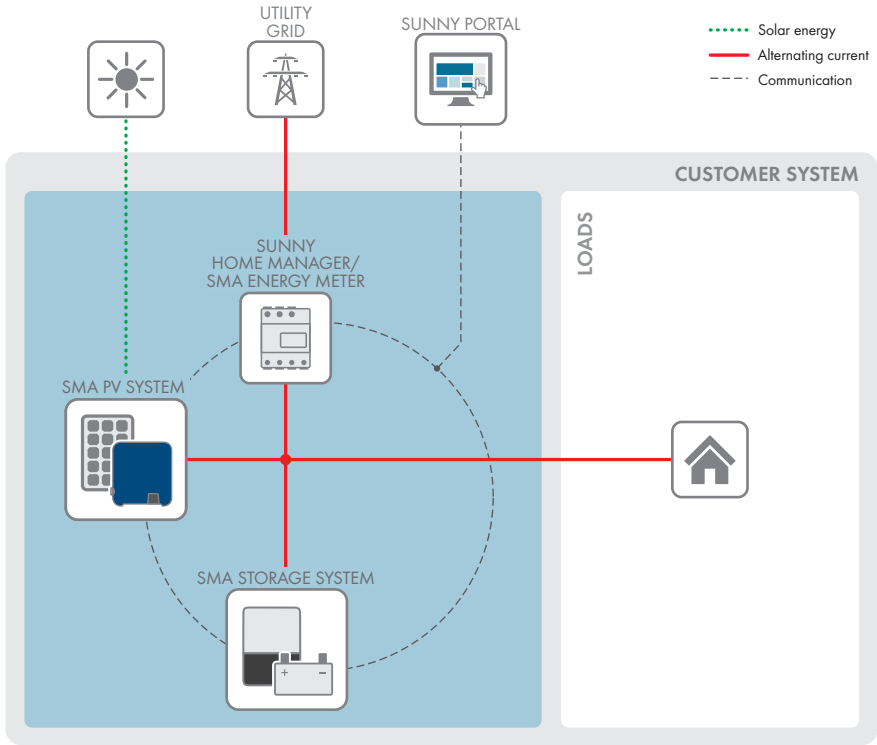 UTILITY
GRID
SUNNY PORTAL
Solar energy
Alternating current
Communication
CUSTOMER SYSTEM
LOADS
SUNNY
HOME MANAGER/
SMA ENERGY METER
SMA PV SYSTEM
SMA STORAGE SYSTEM
+ −